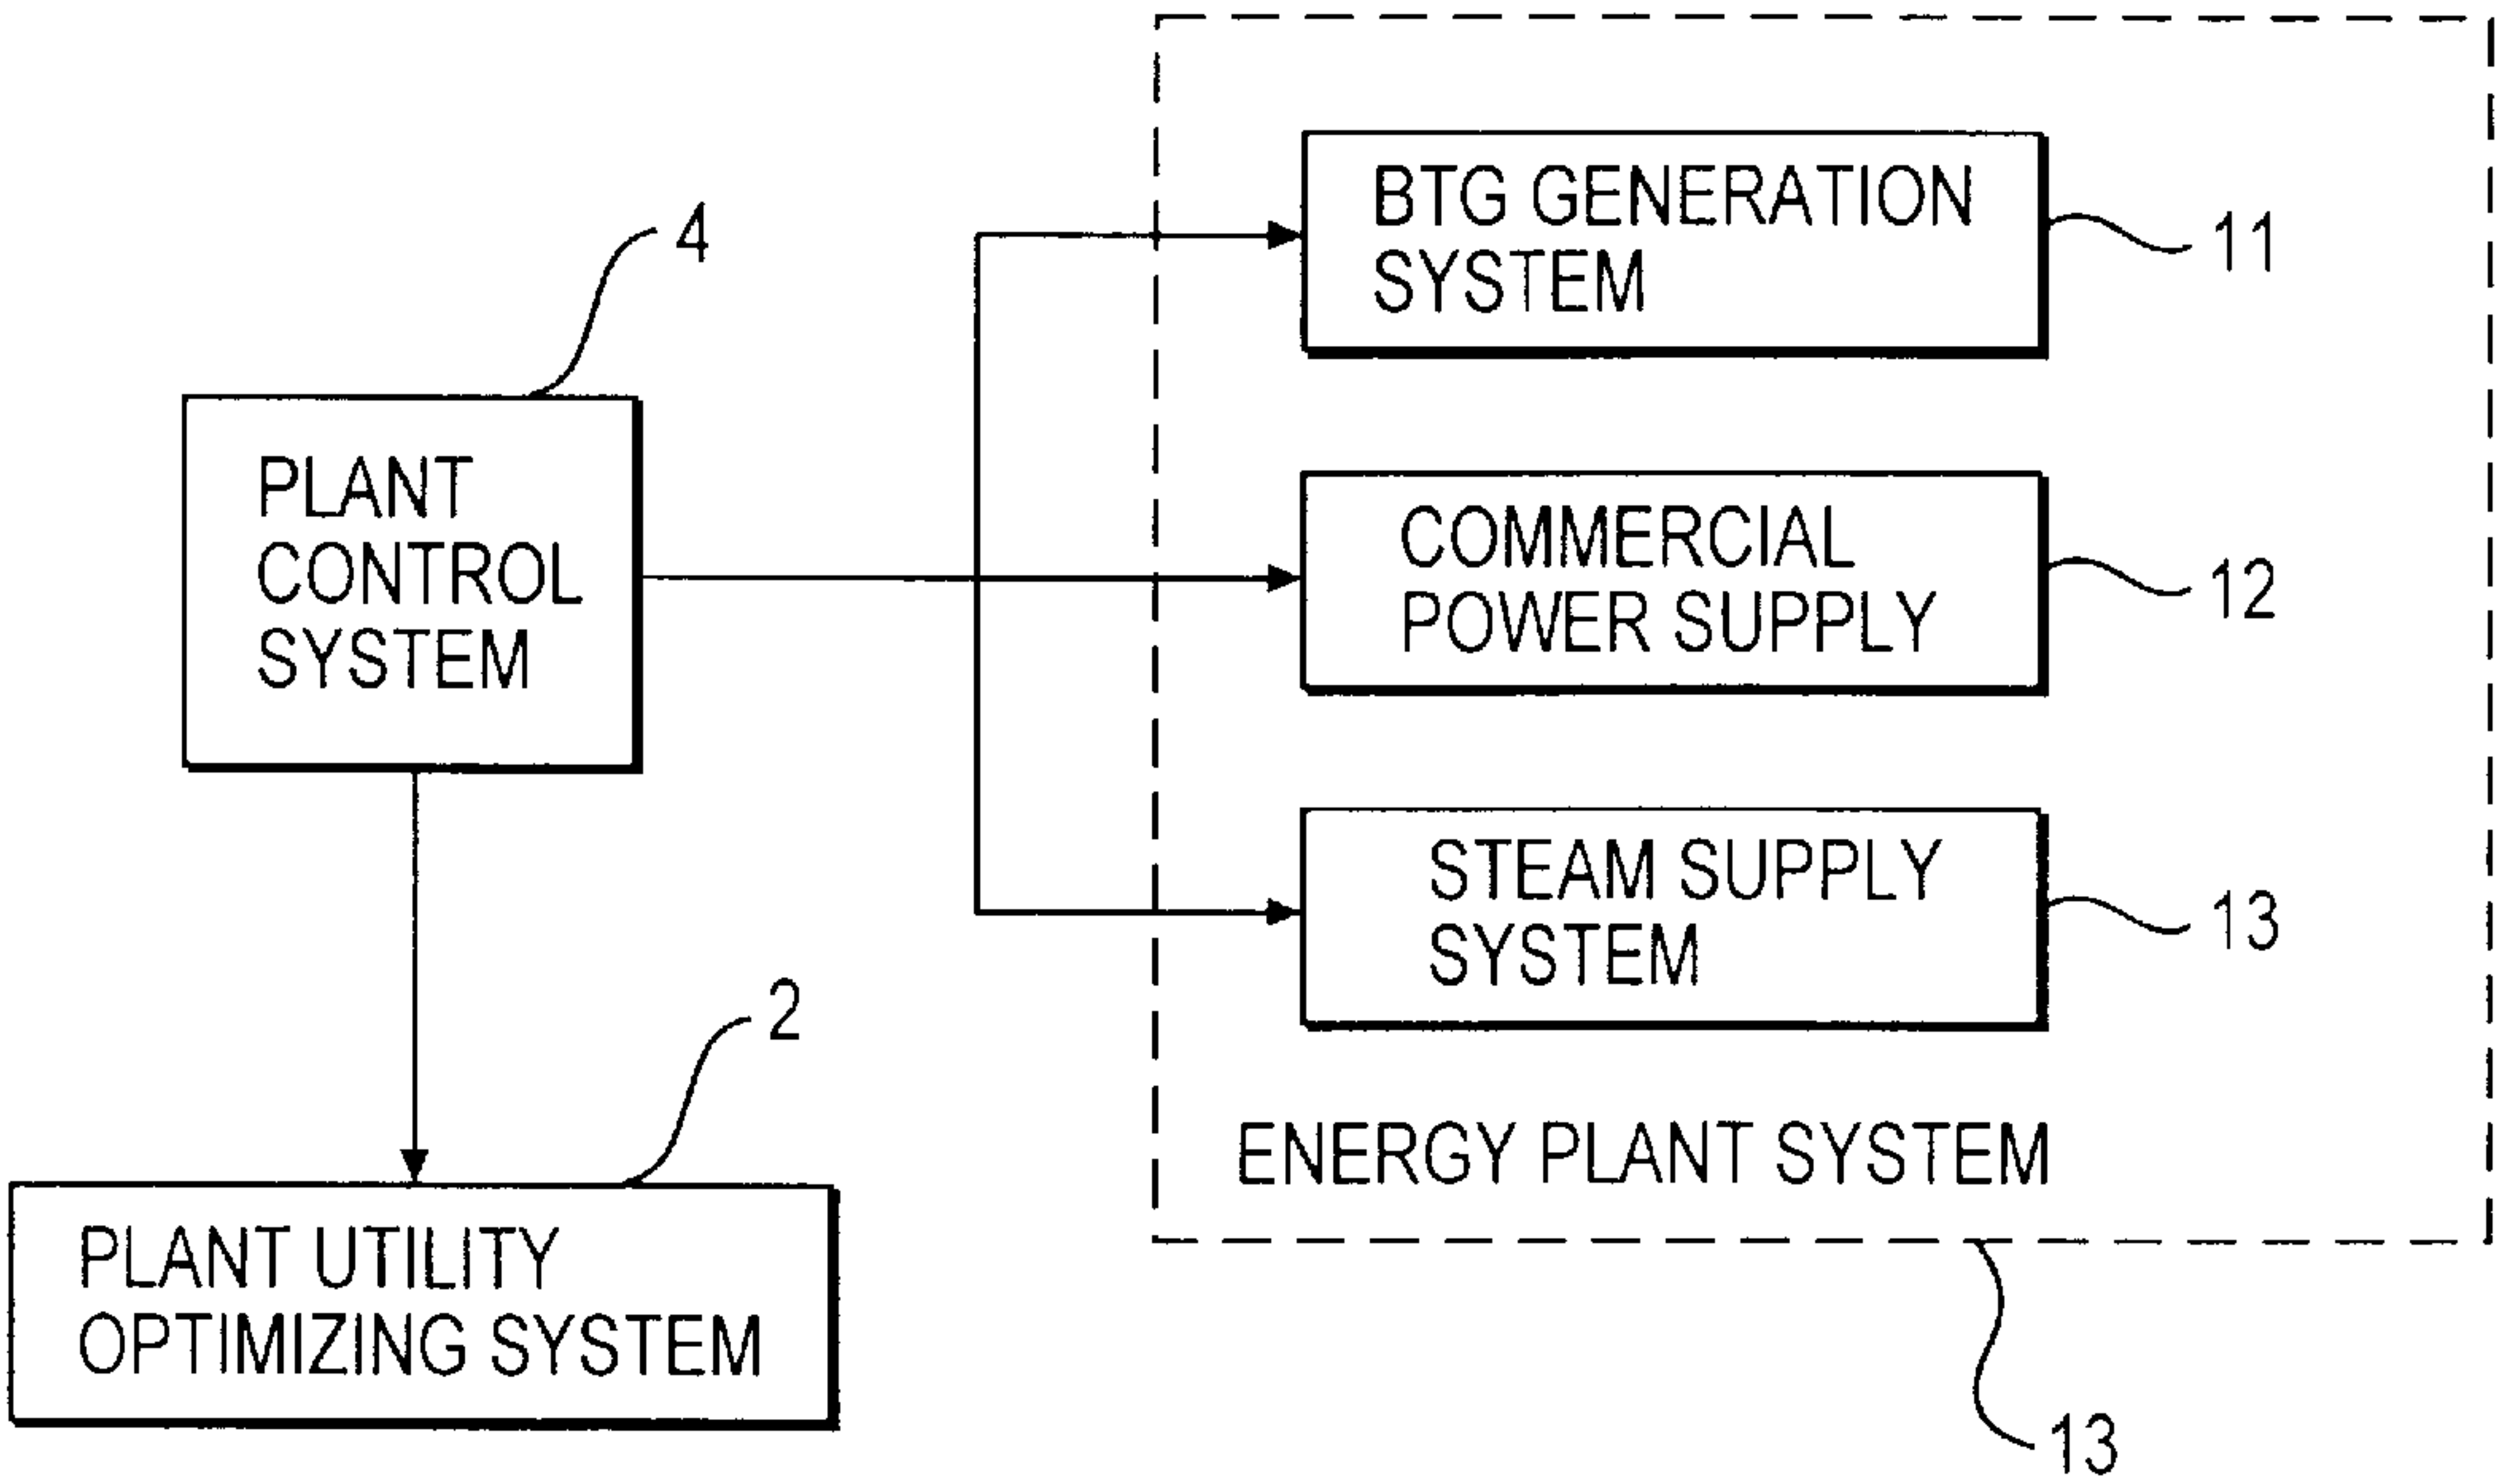 4
PLANT
CONTROL
SYSTEM
2
PLANT UTILITY
OPTIMIZING SYSTEM
BTG GENERATION
SYSTEM
11
COMMERCIAL
POWER SUPPLY
12
STEAM SUPPLY
SYSTEM
13
ENERGY PLANT SYSTEM
13